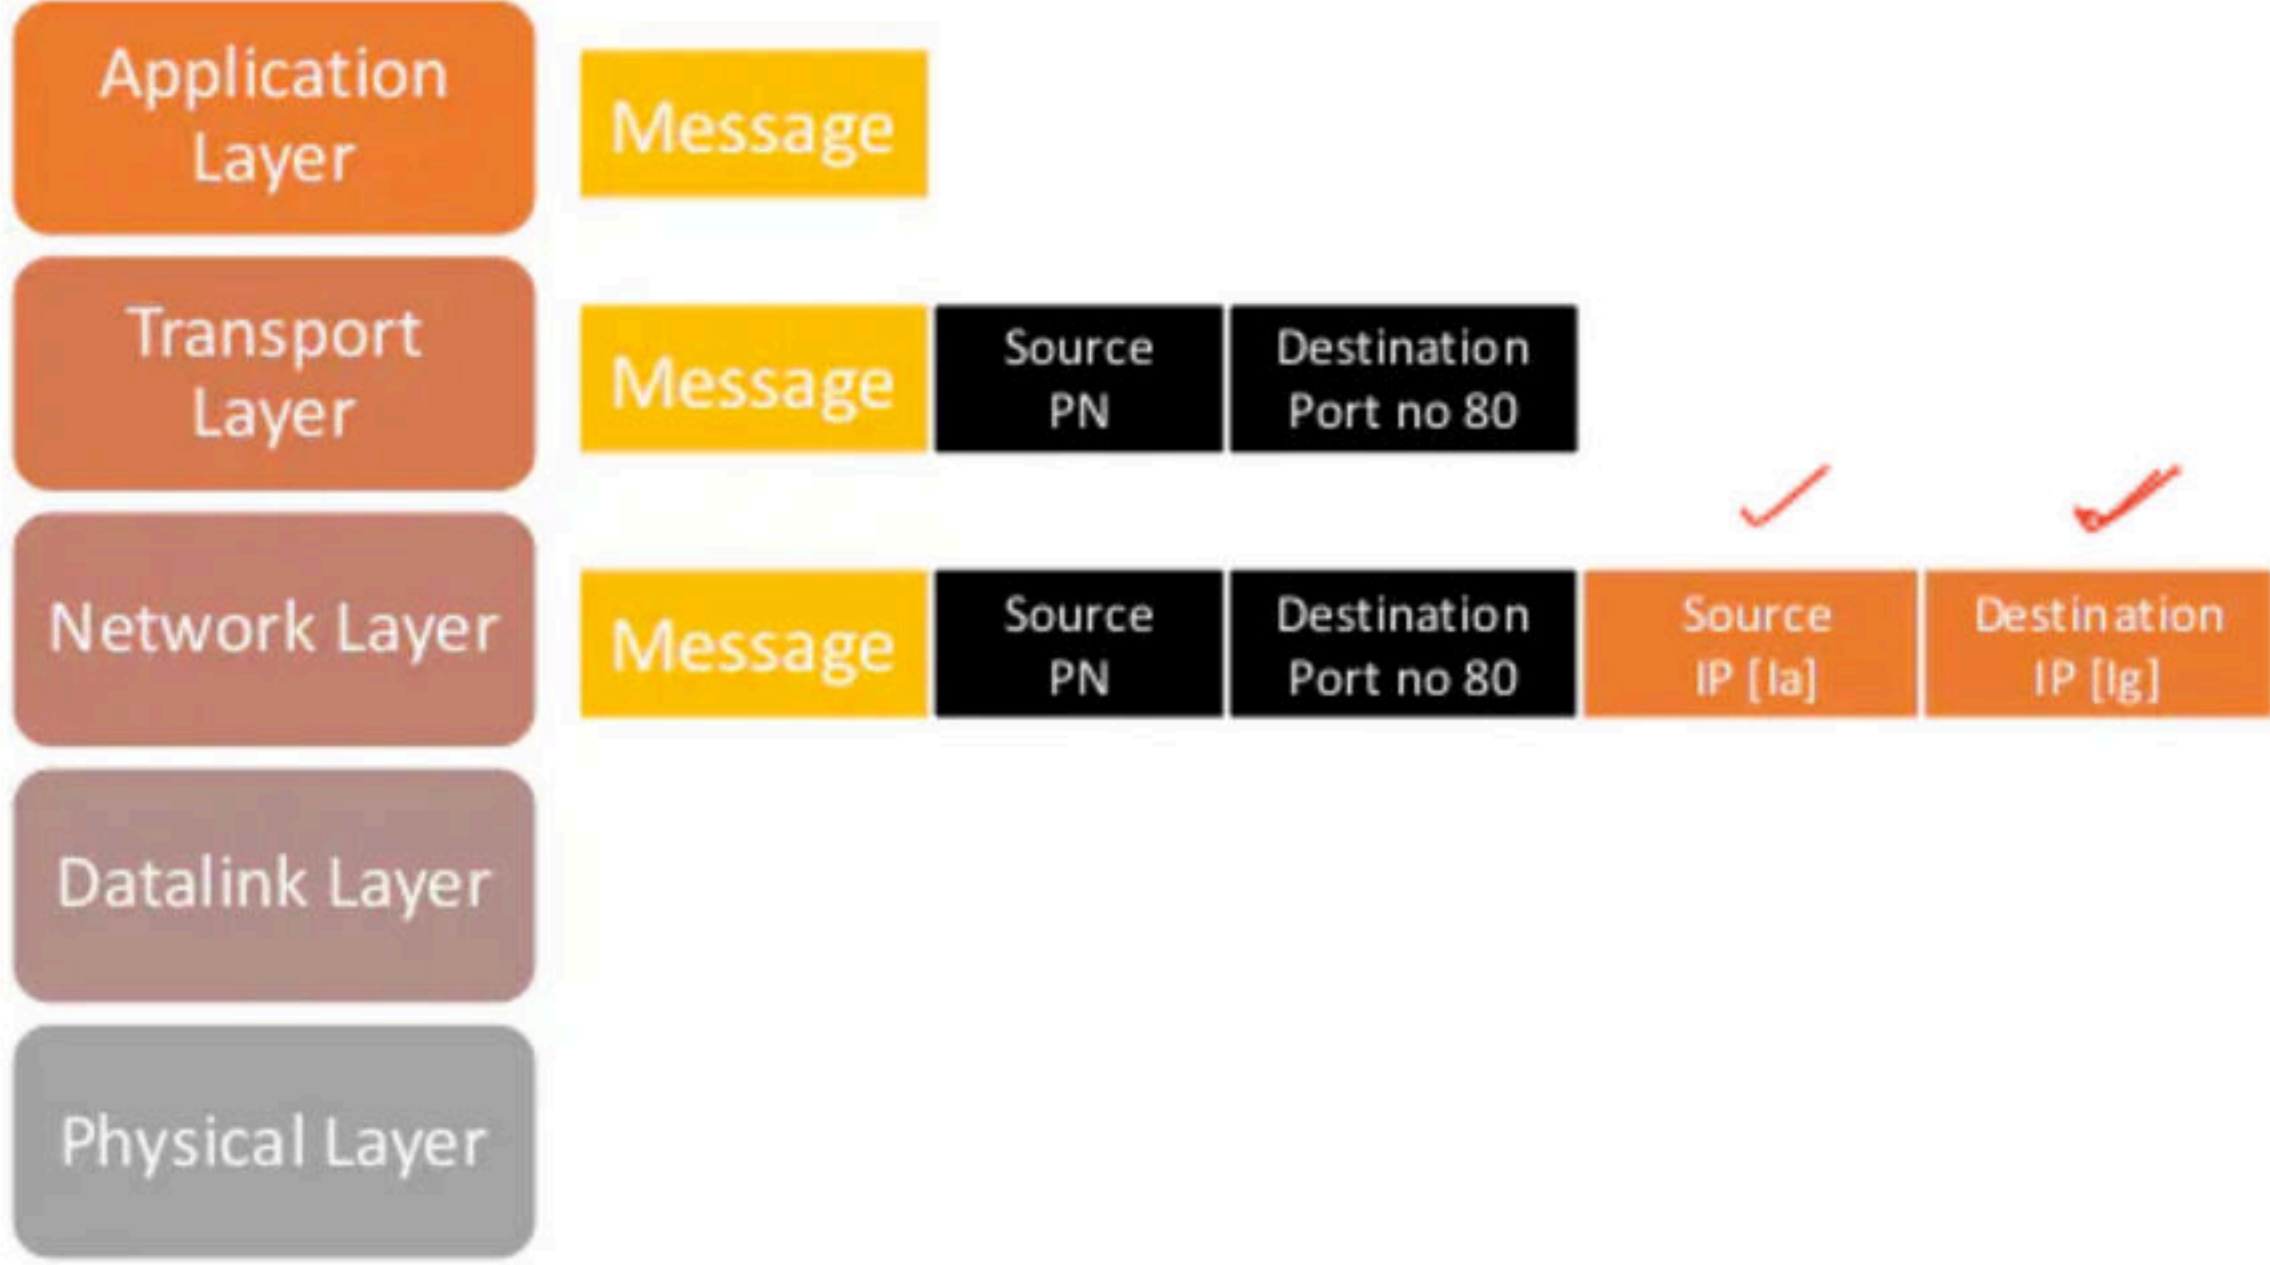 Application
Layer
Message
Transport
Layer
Message
Source
PN
Destination
Port no 80
Network Layer
Message
Source
PN
Destination
Port no 80
Source
IP [Ia]
Destination
IP [Ig]
Datalink Layer
Physical Layer